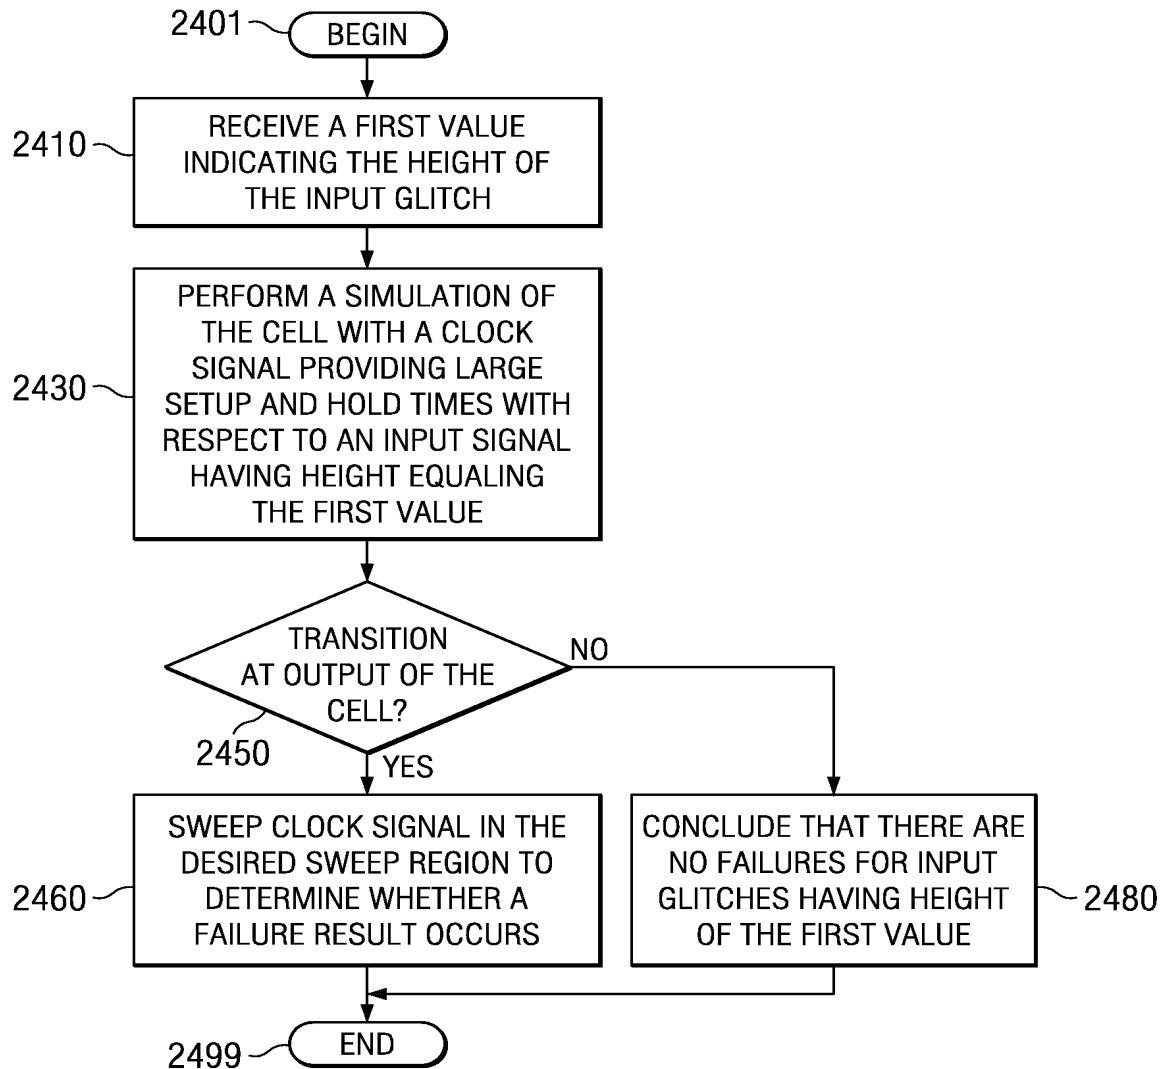 2401
BEGIN
2410
RECEIVE A FIRST VALUE
INDICATING THE HEIGHT OF
THE INPUT GLITCH
2430
PERFORM A SIMULATION OF
THE CELL WITH A CLOCK
SIGNAL PROVIDING LARGE
SETUP AND HOLD TIMES WITH
RESPECT TO AN INPUT SIGNAL
HAVING HEIGHT EQUALING
THE FIRST VALUE
TRANSITION
AT OUTPUT OF THE
CELL?
2450
NO
YES
2460
SWEEP CLOCK SIGNAL IN THE
DESIRED SWEEP REGION TO
DETERMINE WHETHER A
FAILURE RESULT OCCURS
CONCLUDE THAT THERE ARE
NO FAILURES FOR INPUT
GLITCHES HAVING HEIGHT
OF THE FIRST VALUE
2480
2499
END